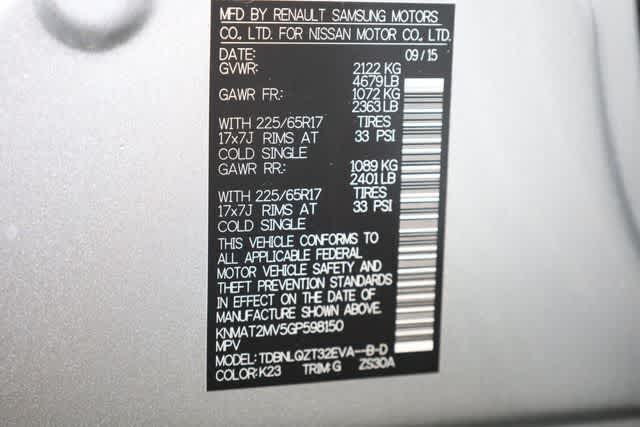 MFD BY RENAULT SAMSUNG MOTORS
CO., LTD. FOR NISSAN MOTOR CO., LTD.
DATE: 09/15
GVWR: 2122 KG
4679LB
GAWR FR: 1072 KG
2363LB
WITH 225/65R17 TIRES
17x7J RIMS AT 33 PSI
COLD SINGLE
GAWR RR: 1089 KG
2401LB
WITH 225/65R17 TIRES
17x7J RIMS AT 33 PSI
COLD SINGLE
THIS VEHICLE CONFORMS TO
ALL APPLICABLE FEDERAL
MOTOR VEHICLE SAFETY AND
THEFT PREVENTION STANDARDS
IN EFFECT ON THE DATE OF
MANUFACTURE SHOWN ABOVE.
KNMAT2MV5GP598150
MPV
MODEL: TDBNLQZT32EVA--B-D
COLOR:K23 TRIM:G ZS30A